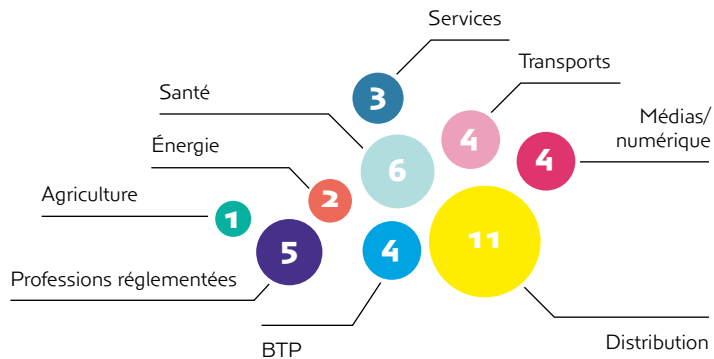 Services
3
Transports
4
Santé
6
Médias/
numérique
4
Énergie
2
Agriculture
1
Professions réglementées
5
BTP
4
Distribution
11